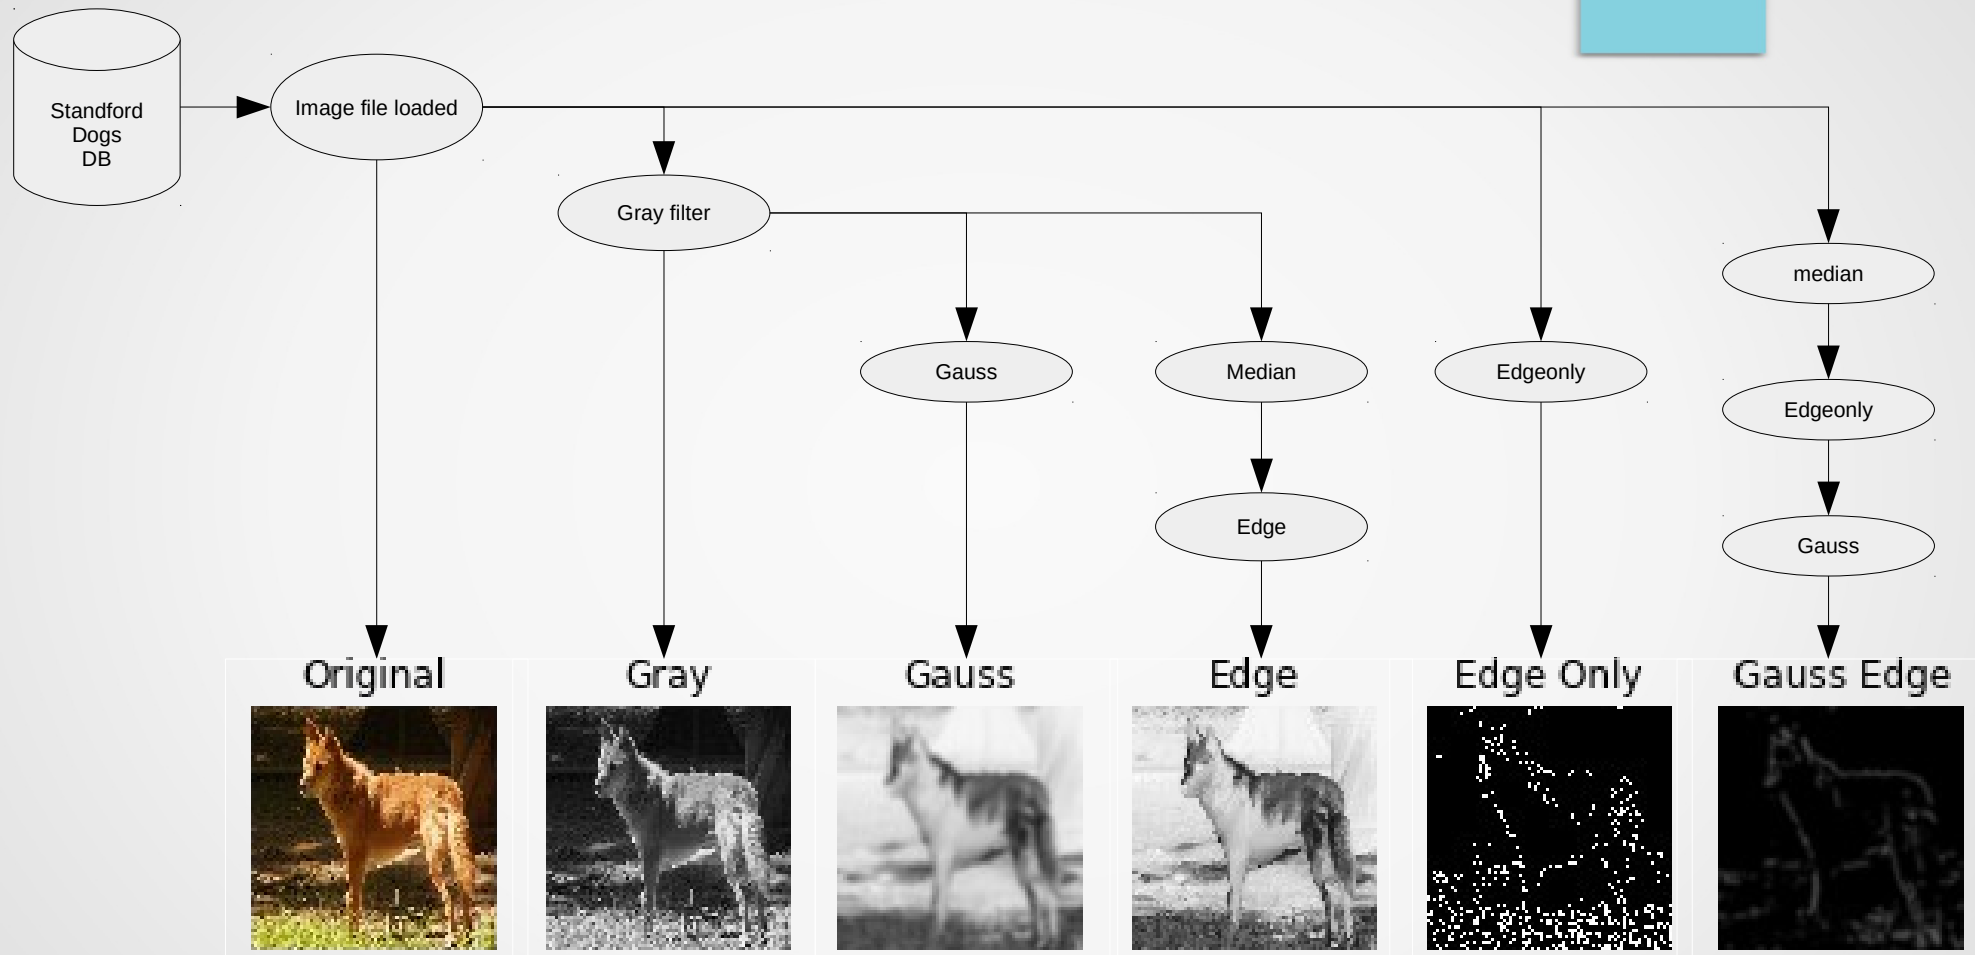 Standford
Dogs
DB
Image file loaded
Gray filter
median
Gauss
Median
Edgeonly
Edgeonly
Edge
Gauss
Original
Gray
Gauss
Edge
Edge Only
Gauss Edge